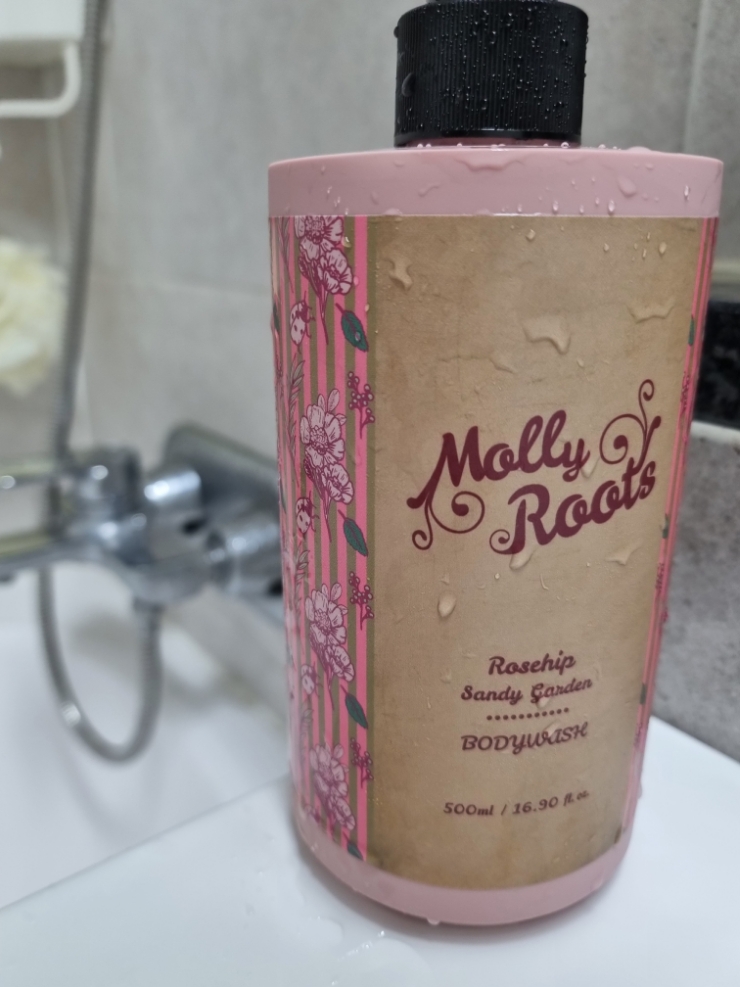 Molly
Roots
Rosehip
Sandy Garden
BODYWASH
500ml / 16.90 fl.oz.